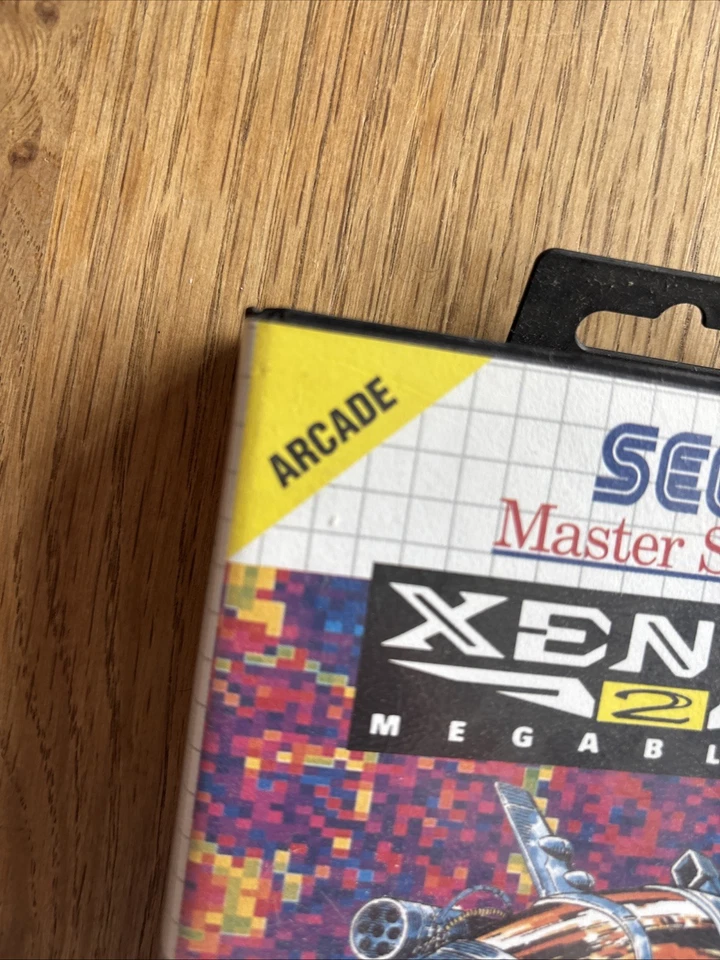 ARCADE
SEG
Master S
XEN
2
MEGABL